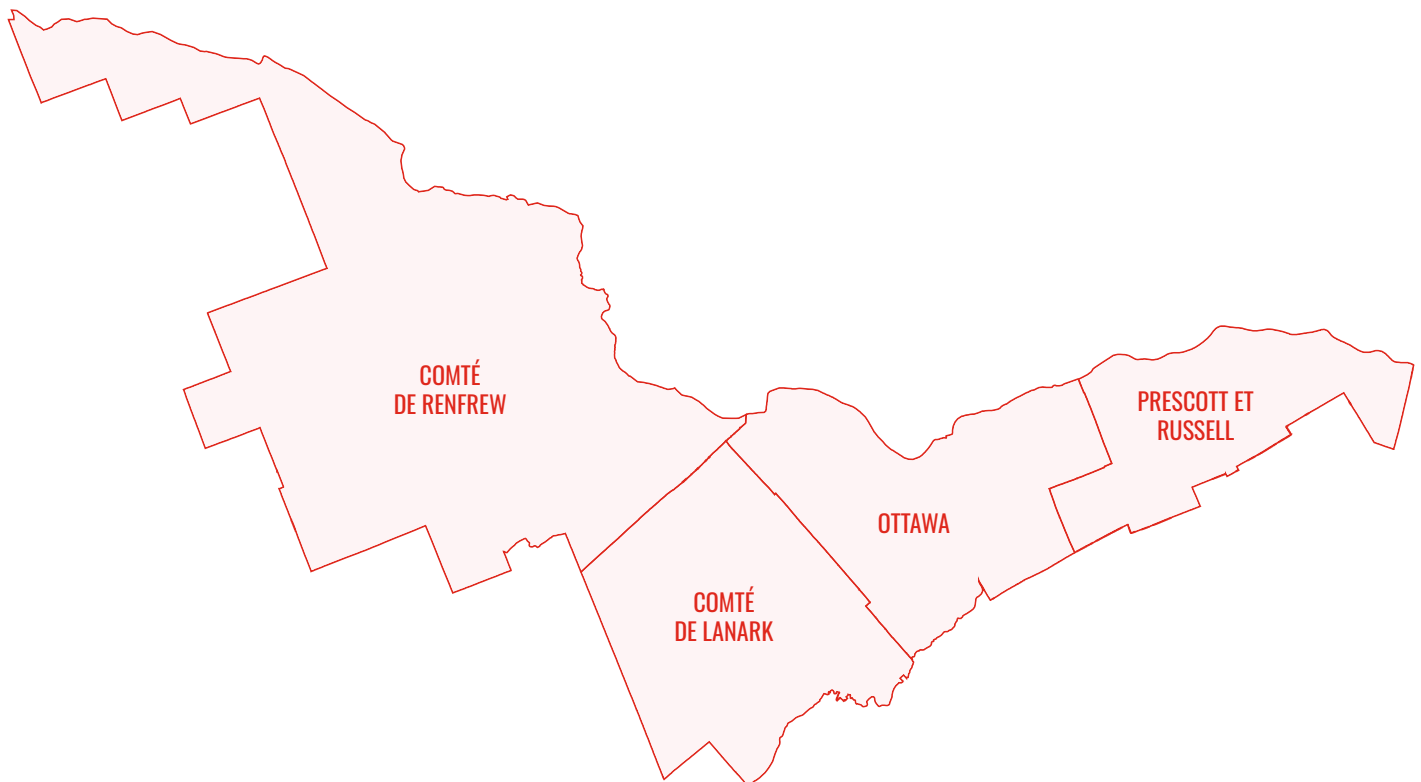 COMTÉ
DE RENFREW
PRESCOTT ET
RUSSELL
OTTAWA
COMTÉ
DE LANARK